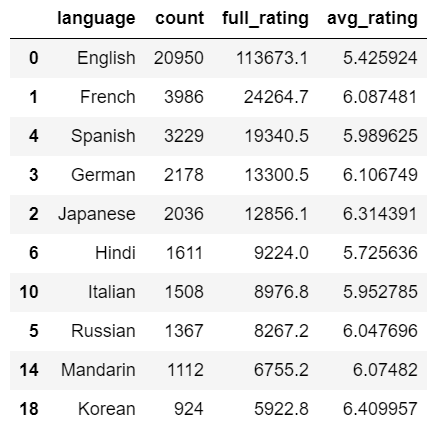 language count full_rating avg_rating
0 English 20950 113673.1 5.425924
1 French 3986 24264.7 6.087481
4 Spanish 3229 19340.5 5.989625
3 German 2178 13300.5 6.106749
2 Japanese 2036 12856.1 6.314391
6 Hindi 1611 9224.0 5.725636
10 Italian 1508 8976.8 5.952785
5 Russian 1367 8267.2 6.047696
14 Mandarin 1112 6755.2 6.07482
18 Korean 924 5922.8 6.409957